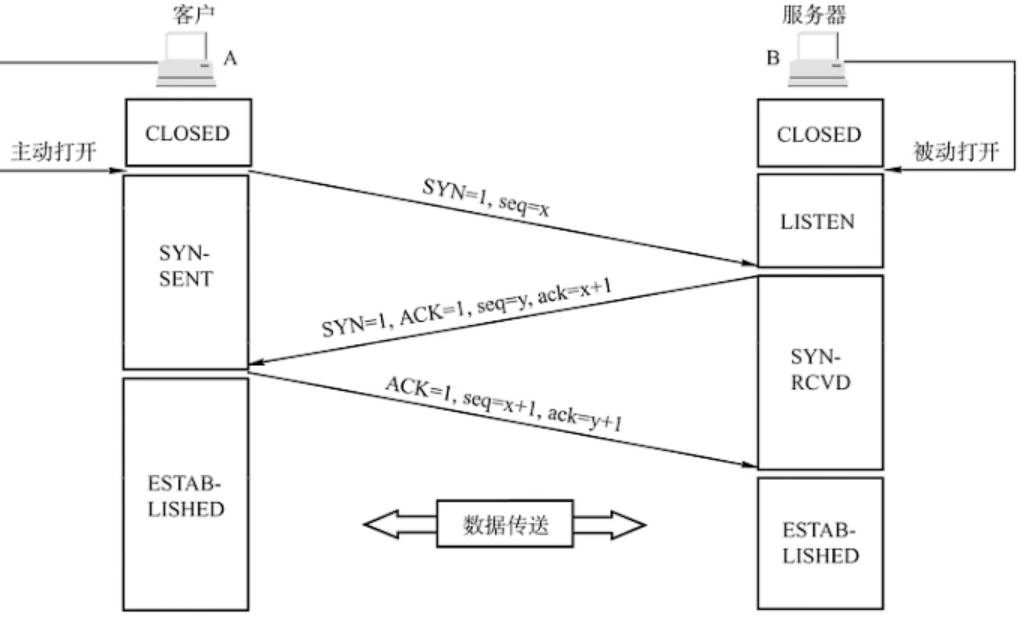 客户
服务器
A
B
CLOSED
CLOSED
主动打开
被动打开
SYN=1, seq=x
LISTEN
SYN-
SENT
SYN=1, ACK=1, seq=y, ack=x+1
SYN-
RCVD
ACK=1, seq=x+1, ack=y+1
ESTAB-
LISHED
数据传送
ESTAB-
LISHED